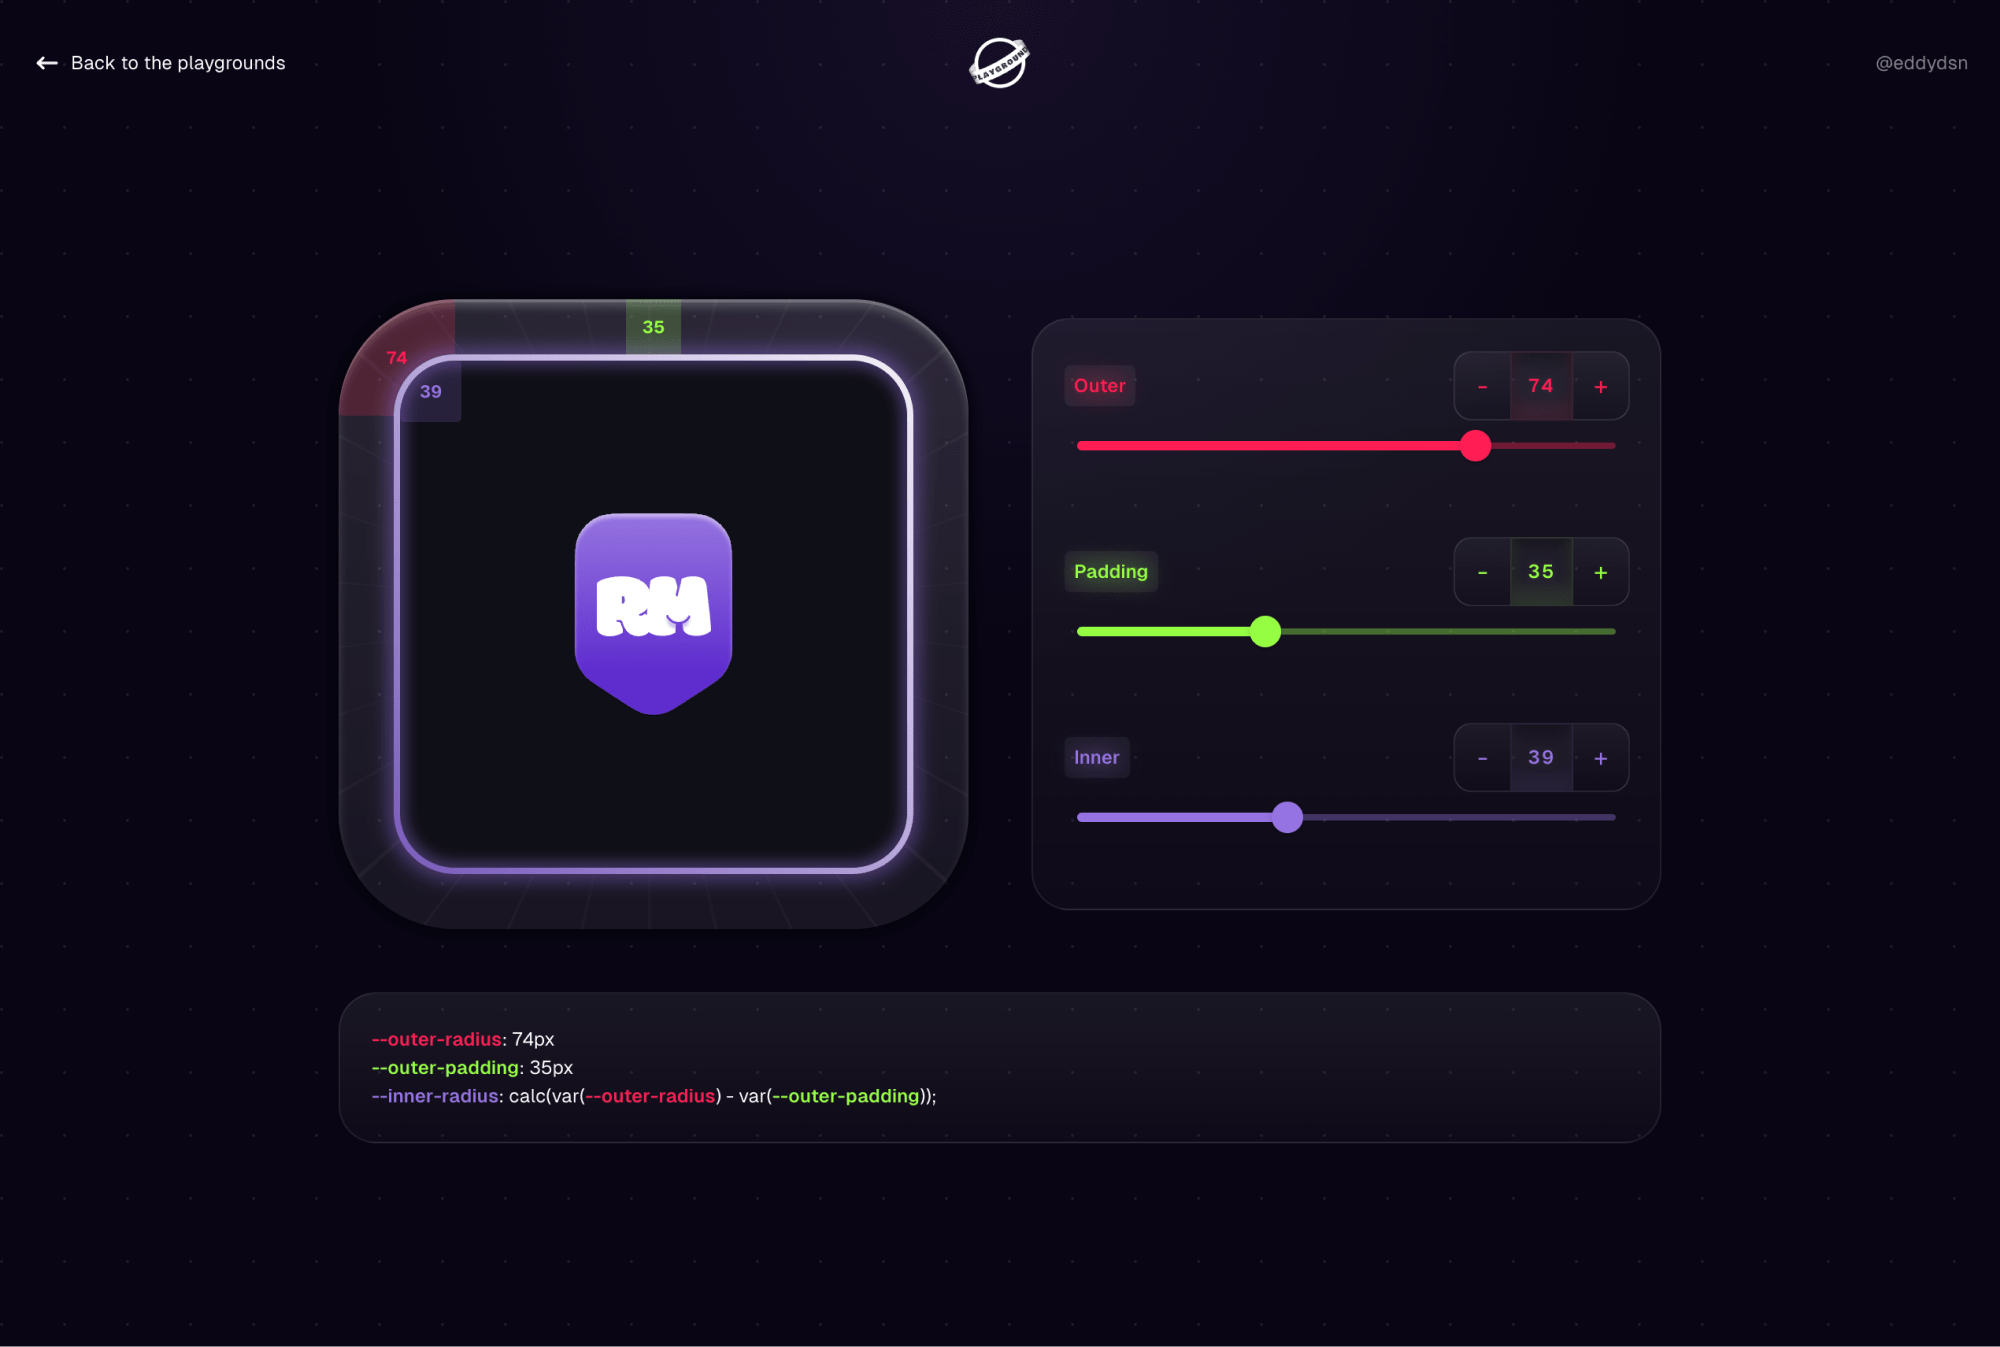 Back to the playgrounds
PLAYGROUND
@eddydsn
74
35
39
RM
Outer
- 74 +
Padding
- 35 +
Inner
- 39 +
--outer-radius: 74px
--outer-padding: 35px
--inner-radius: calc(var(--outer-radius) - var(--outer-padding));